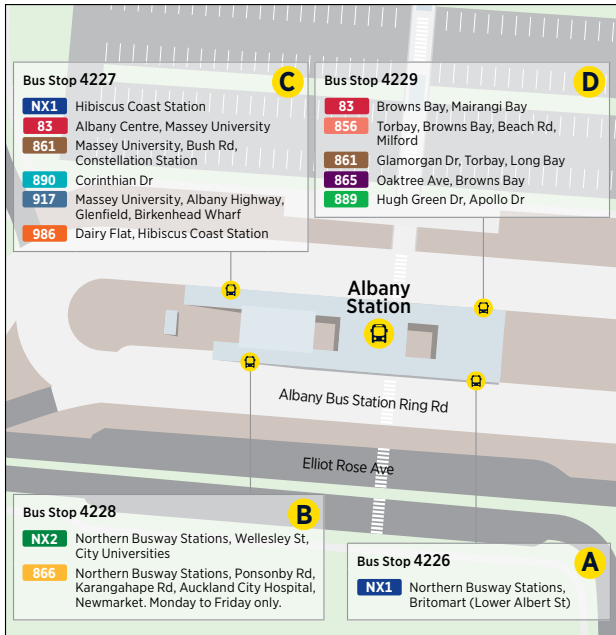 Bus Stop 4227
C
NX1 Hibiscus Coast Station
83 Albany Centre, Massey University
861 Massey University, Bush Rd,
Constellation Station
890 Corinthian Dr
917 Massey University, Albany Highway,
Glenfield, Birkenhead Wharf
986 Dairy Flat, Hibiscus Coast Station
Bus Stop 4229
D
83 Browns Bay, Mairangi Bay
856 Torbay, Browns Bay, Beach Rd,
Milford
861 Glamorgan Dr, Torbay, Long Bay
865 Oaktree Ave, Browns Bay
889 Hugh Green Dr, Apollo Dr
Albany
Station
Albany Bus Station Ring Rd
Elliot Rose Ave
Bus Stop 4228
B
NX2 Northern Busway Stations, Wellesley St,
City Universities
866 Northern Busway Stations, Ponsonby Rd,
Karangahape Rd, Auckland City Hospital,
Newmarket. Monday to Friday only.
Bus Stop 4226
A
NX1 Northern Busway Stations,
Britomart (Lower Albert St)